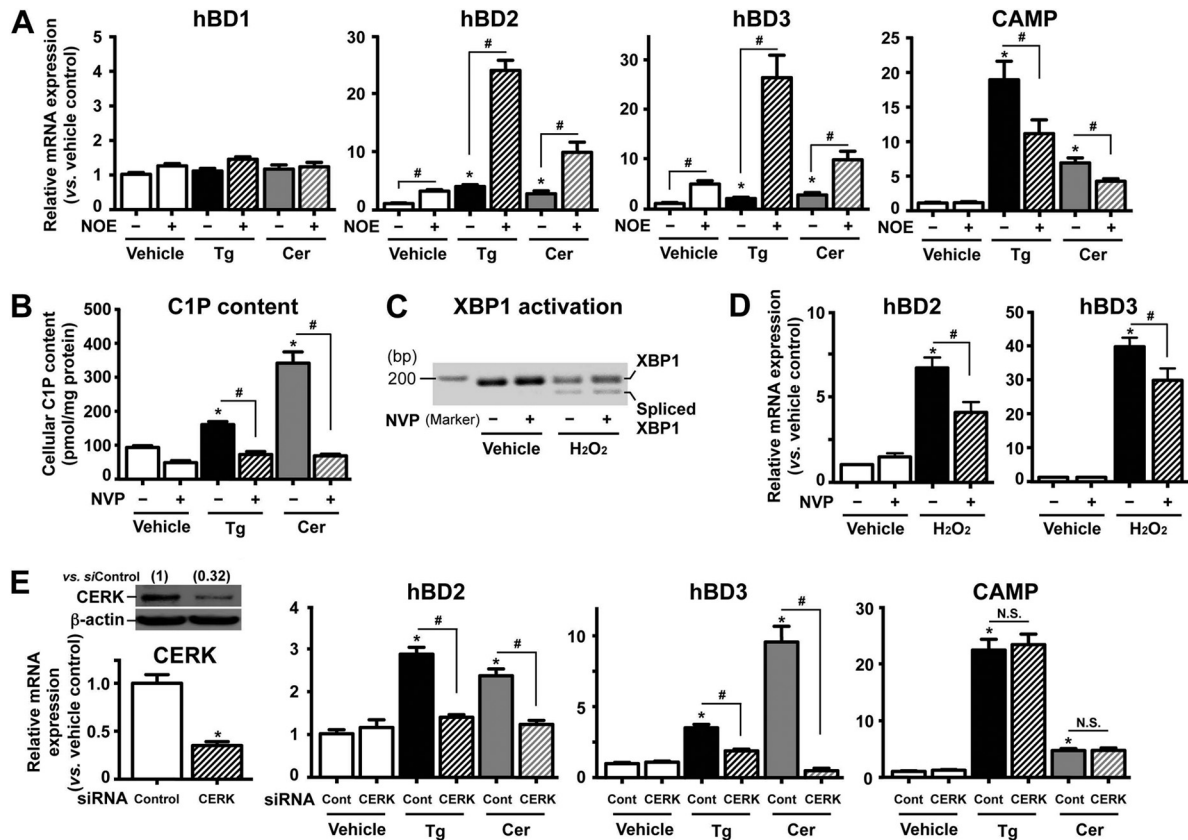 A
Relative mRNA expression
(vs. vehicle control)
hBD1
6
5
4
3
2
1
0
NOE − + − + − +
Vehicle Tg Cer
hBD2
30
20
10
0
# # #
* *
NOE − + − + − +
Vehicle Tg Cer
hBD3
30
20
10
0
# # #
* *
NOE − + − + − +
Vehicle Tg Cer
CAMP
25
20
15
10
5
0
# #
* *
NOE − + − + − +
Vehicle Tg Cer
B
C1P content
Cellular C1P content
(pmol/mg protein)
500
400
300
200
100
0
# #
* *
NVP − + − + − +
Vehicle Tg Cer
C
XBP1 activation
(bp)
200
XBP1
Spliced
XBP1
NVP (Marker) − + − +
Vehicle H₂O₂
D
Relative mRNA expression
(vs. vehicle control)
hBD2
10
5
0
* #
NVP − + − +
Vehicle H₂O₂
hBD3
50
40
30
20
10
0
* #
− + − +
Vehicle H₂O₂
E
vs. siControl (1) (0.32)
CERK
β-actin
CERK
Relative mRNA
expression
(vs. vehicle control)
1.0
0.5
0
*
siRNA Control CERK
hBD2
4
3
2
1
0
# #
* *
siRNA Cont CERK Cont CERK Cont CERK
Vehicle Tg Cer
hBD3
10
5
0
# #
* *
Cont CERK Cont CERK Cont CERK
Vehicle Tg Cer
CAMP
30
20
10
0
N.S. N.S.
* *
Cont CERK Cont CERK Cont CERK
Vehicle Tg Cer